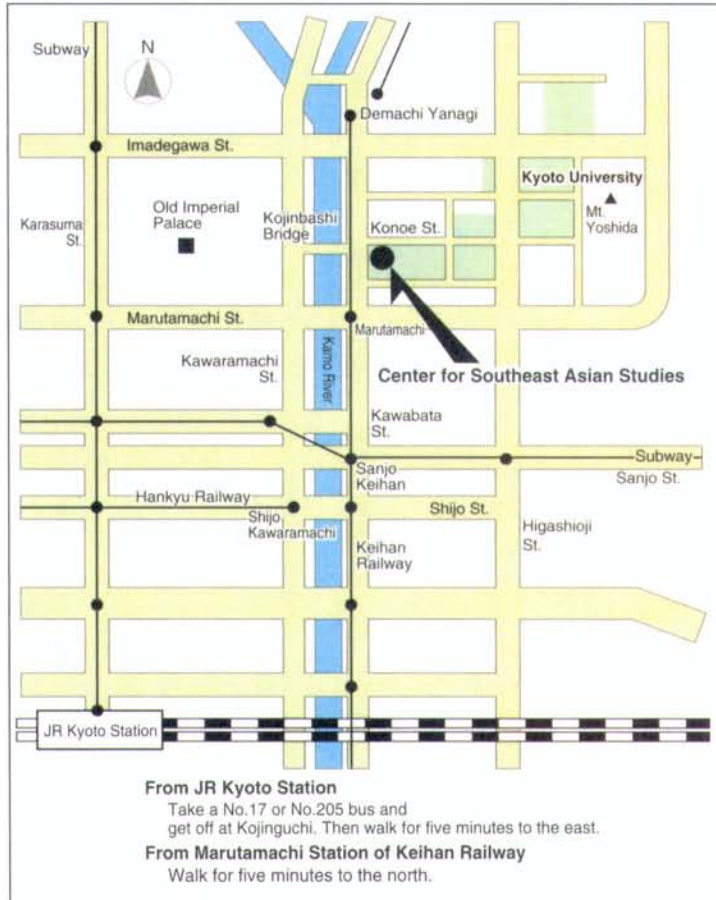 Subway
N
Demachi Yanagi
Imadegawa St.
Kyoto University
Old Imperial
Palace
Kojinbashi
Bridge
Konoe St.
Mt.
Yoshida
Karasuma
St.
Marutamachi St.
Marutamachi
Kamo River
Kawaramachi
St.
Center for Southeast Asian Studies
Kawabata
St.
Subway
Sanjo
Keihan
Sanjo St.
Hankyu Railway
Shijo
Kawaramachi
Shijo St.
Higashioji
St.
Keihan
Railway
JR Kyoto Station
From JR Kyoto Station
Take a No.17 or No.205 bus and
get off at Kojinguchi. Then walk for five minutes to the east.
From Marutamachi Station of Keihan Railway
Walk for five minutes to the north.